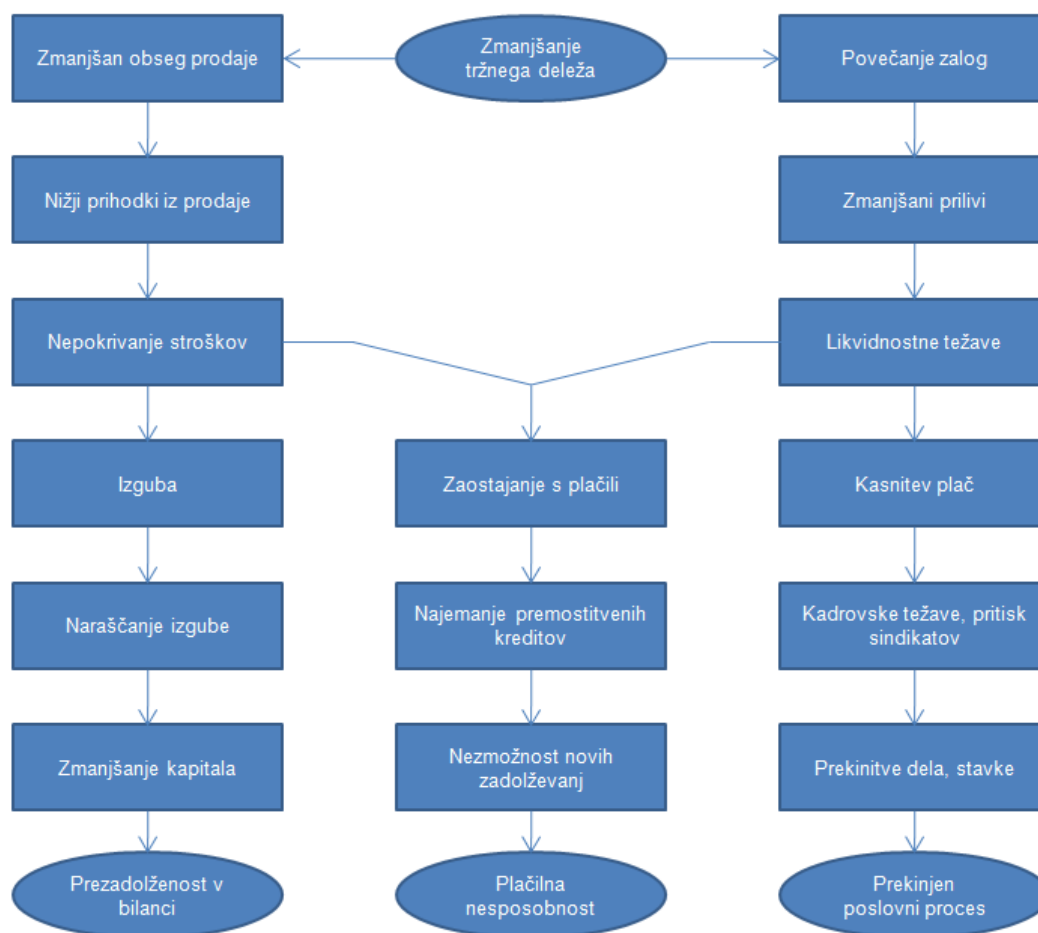 Zmanjšan obseg prodaje
Zmanjšanje
tržnega deleža
Povečanje zalog
Nižji prihodki iz prodaje
Zmanjšani prilivi
Nepokrivanje stroškov
Likvidnostne težave
Izguba
Zaostajanje s plačili
Kasnitev plač
Naraščanje izgube
Najemanje premostitvenih
kreditov
Kadrovske težave, pritisk
sindikatov
Zmanjšanje kapitala
Nezmožnost novih
zadolževanj
Prekinitve dela, stavke
Prezadolženost v
bilanci
Plačilna
nesposobnost
Prekinjen
poslovni proces